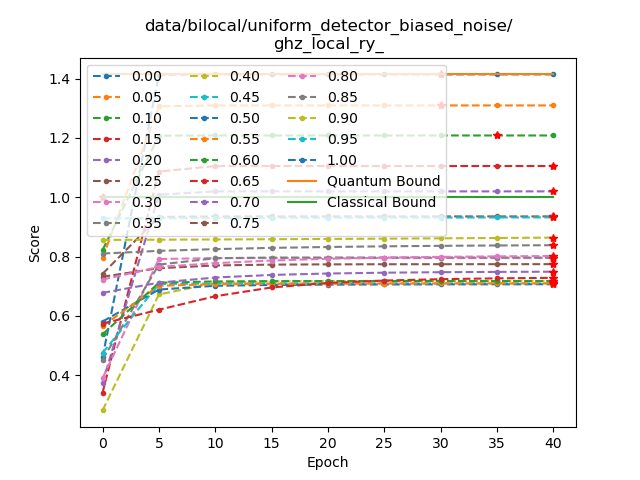 data/bilocal/uniform_detector_biased_noise/
ghz_local_ry_
1.4
1.2
1.0
0.8
0.6
0.4
Score
0.00 0.40 0.80
0.05 0.45 0.85
0.10 0.50 0.90
0.15 0.55 0.95
0.20 0.60 1.00
0.25 0.65 Quantum Bound
0.30 0.70 Classical Bound
0.35 0.75
0 5 10 15 20 25 30 35 40
Epoch